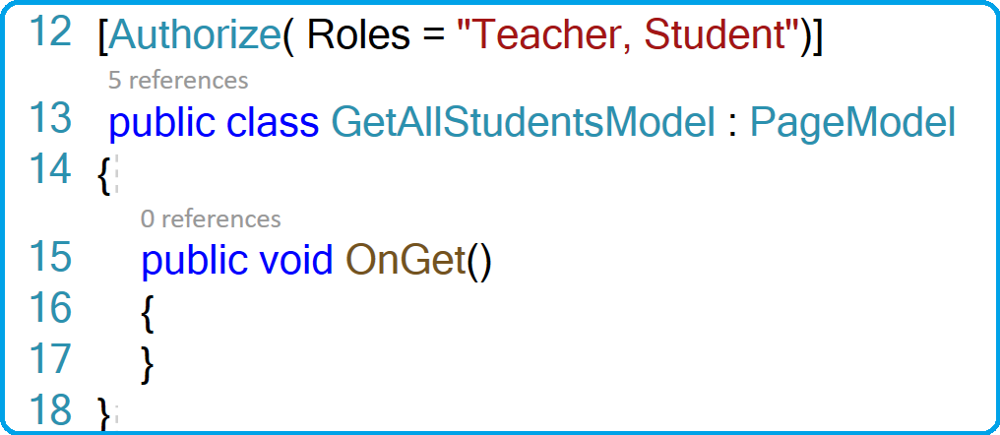 12 [Authorize( Roles = "Teacher, Student")]
5 references
13 public class GetAllStudentsModel : PageModel
14 {
0 references
15 public void OnGet()
16 {
17 }
18 }